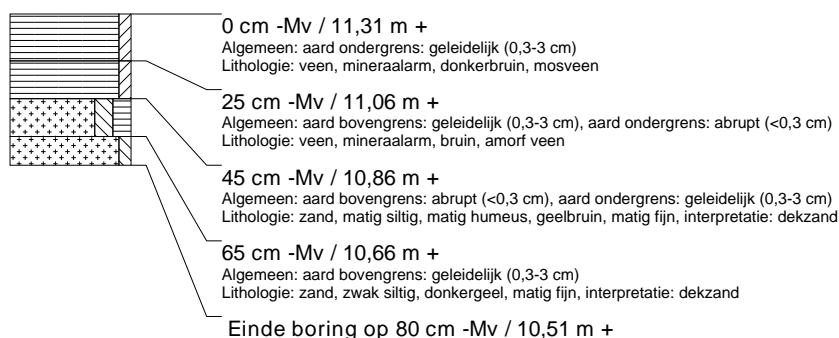 0 cm -Mv / 11,31 m +
Algemeen: aard ondergrens: geleidelijk (0,3-3 cm)
Lithologie: veen, mineraalarm, donkerbruin, mosveen
25 cm -Mv / 11,06 m +
Algemeen: aard bovengrens: geleidelijk (0,3-3 cm), aard ondergrens: abrupt (<0,3 cm)
Lithologie: veen, mineraalarm, bruin, amorf veen
45 cm -Mv / 10,86 m +
Algemeen: aard bovengrens: abrupt (<0,3 cm), aard ondergrens: geleidelijk (0,3-3 cm)
Lithologie: zand, matig siltig, matig humeus, geelbruin, matig fijn, interpretatie: dekzand
65 cm -Mv / 10,66 m +
Algemeen: aard bovengrens: geleidelijk (0,3-3 cm)
Lithologie: zand, zwak siltig, donkergeel, matig fijn, interpretatie: dekzand
Einde boring op 80 cm -Mv / 10,51 m +